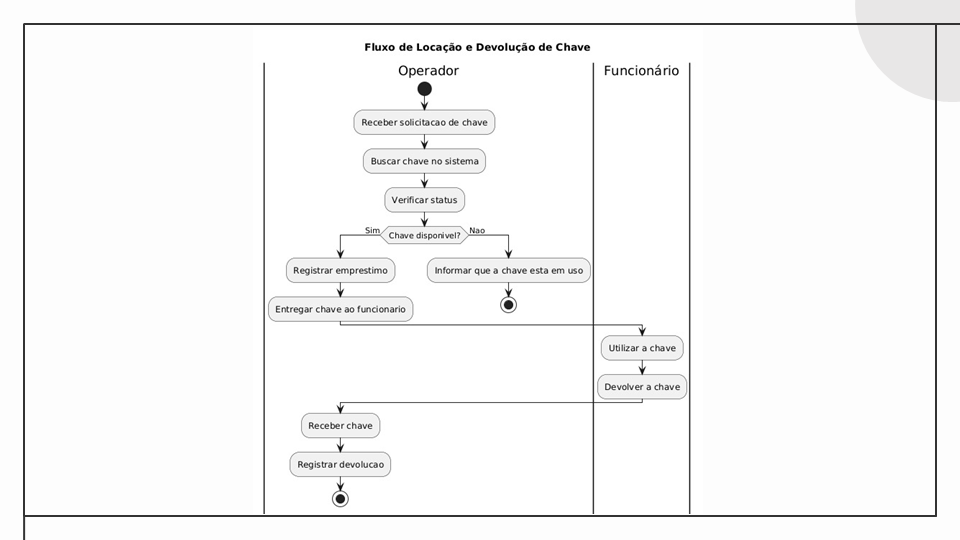 Fluxo de Locação e Devolução de Chave
Operador
Funcionário
Receber solicitacao de chave
Buscar chave no sistema
Verificar status
Sim
Chave disponivel?
Nao
Registrar emprestimo
Informar que a chave esta em uso
Entregar chave ao funcionario
Utilizar a chave
Devolver a chave
Receber chave
Registrar devolucao